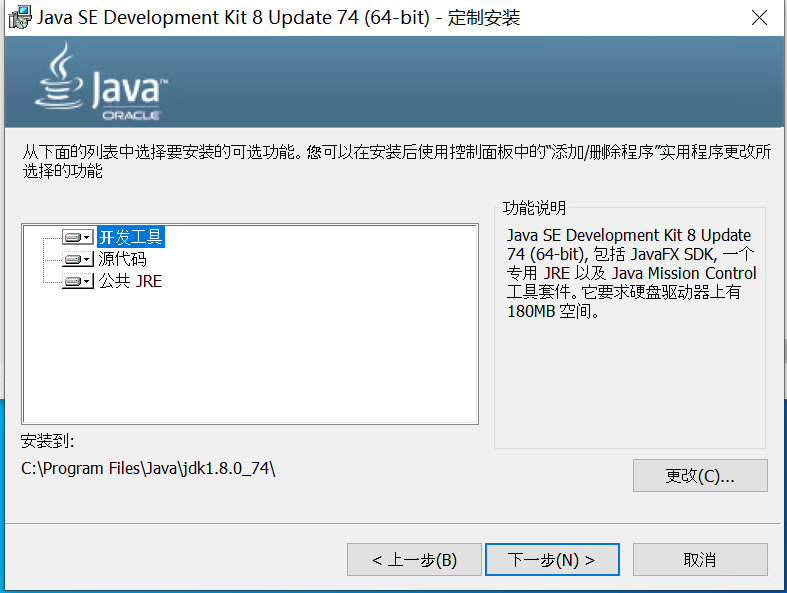 Java SE Development Kit 8 Update 74 (64-bit) - 定制安装
Java™
ORACLE
从下面的列表中选择要安装的可选功能。您可以在安装后使用控制面板中的“添加/删除程序”实用程序更改所
选择的功能
开发工具
源代码
公共 JRE
功能说明
Java SE Development Kit 8 Update
74 (64-bit), 包括 JavaFX SDK, 一个
专用 JRE 以及 Java Mission Control
工具套件。它要求硬盘驱动器上有
180MB 空间。
安装到:
C:\Program Files\Java\jdk1.8.0_74\
更改(C)...
< 上一步(B)
下一步(N) >
取消